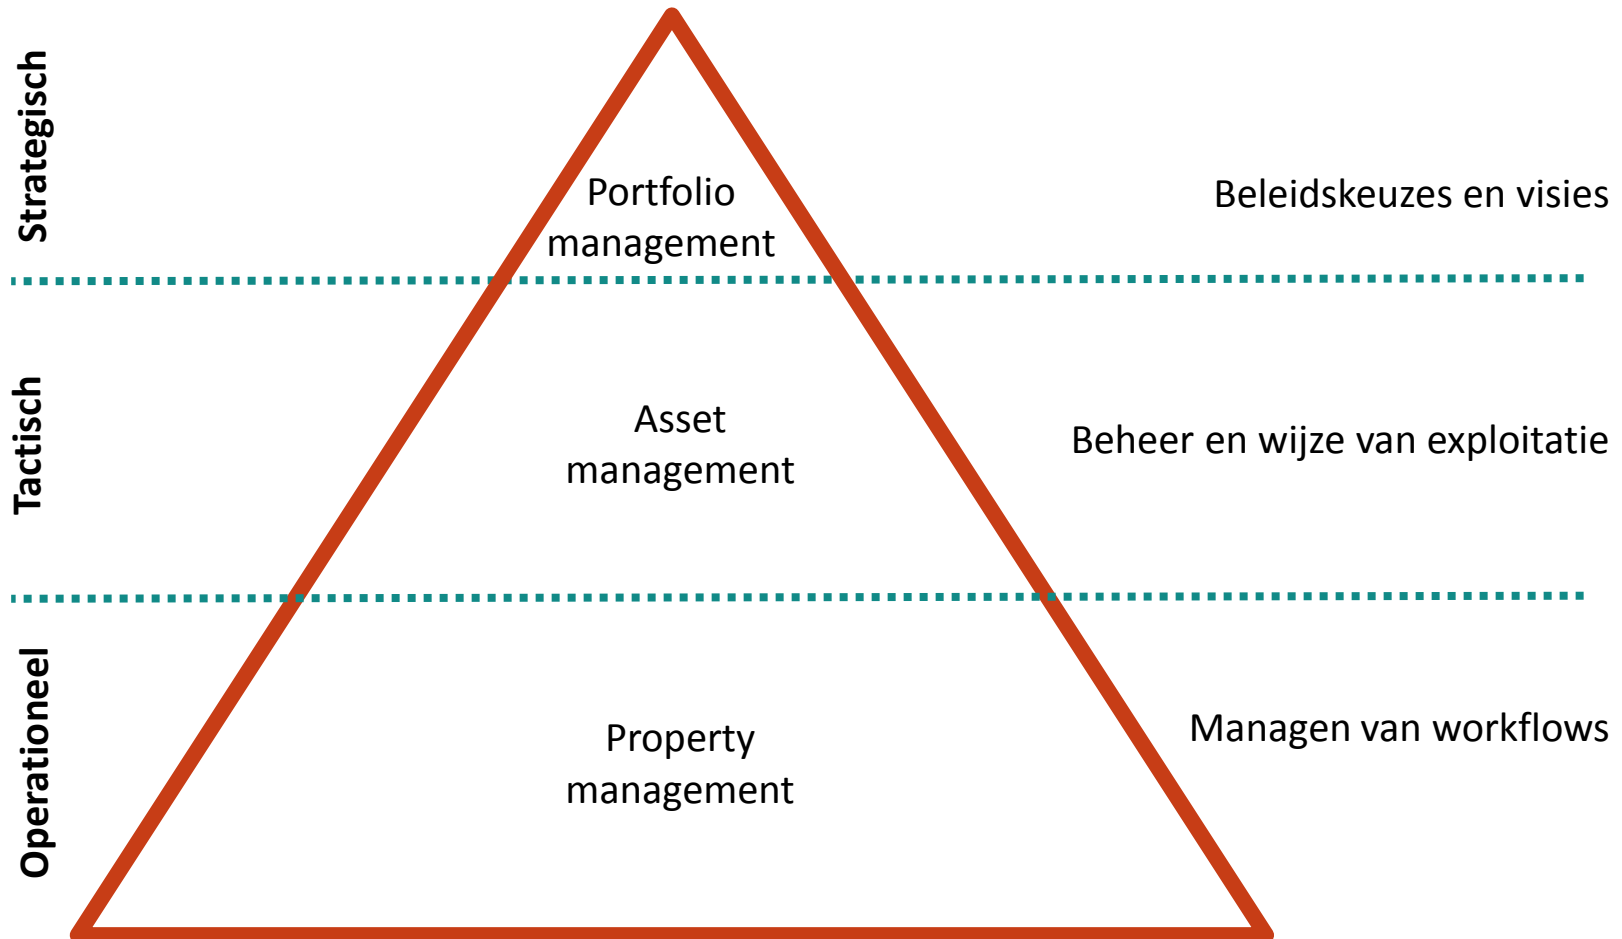 Strategisch
Portfolio
management
Beleidskeuzes en visies
Tactisch
Asset
management
Beheer en wijze van exploitatie
Operationeel
Property
management
Managen van workflows